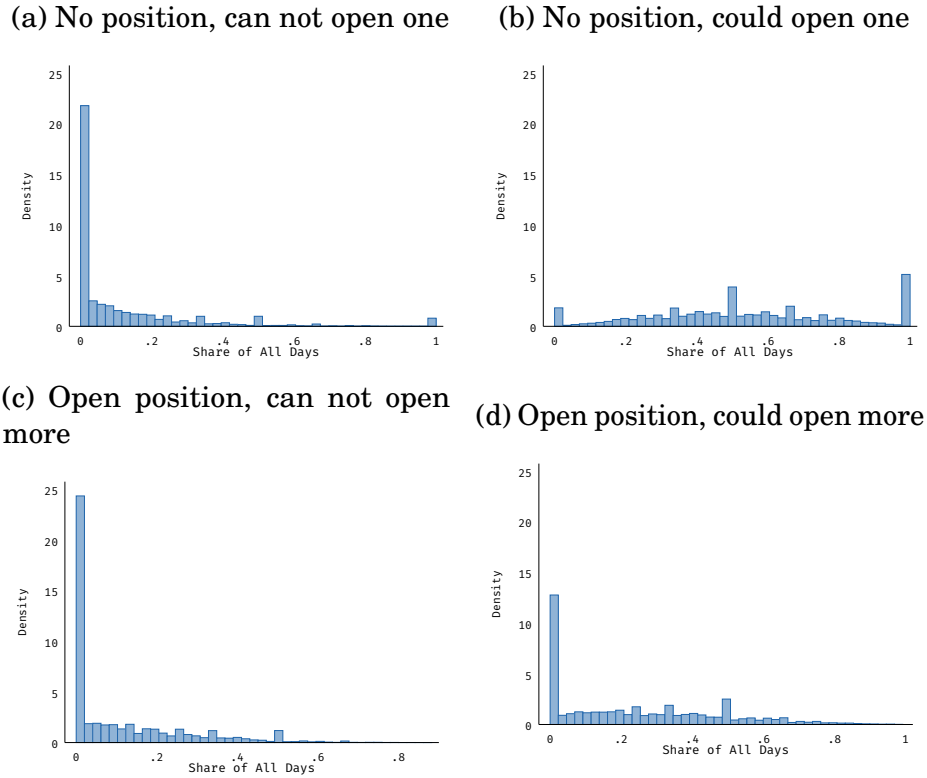 (a) No position, can not open one
25
20
15
10
5
0
Density
0 .2 .4 .6 .8 1
Share of All Days
(b) No position, could open one
25
20
15
10
5
0
Density
0 .2 .4 .6 .8 1
Share of All Days
(c) Open position, can not open
more
25
20
15
10
5
0
Density
0 .2 .4 .6 .8
Share of All Days
(d) Open position, could open more
25
20
15
10
5
0
Density
0 .2 .4 .6 .8 1
Share of All Days